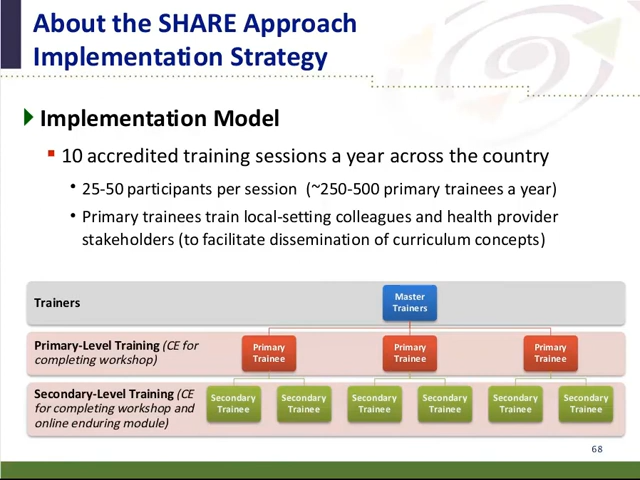 About the SHARE Approach
Implementation Strategy
Implementation Model
10 accredited training sessions a year across the country
25-50 participants per session (~250-500 primary trainees a year)
Primary trainees train local-setting colleagues and health provider
stakeholders (to facilitate dissemination of curriculum concepts)
Trainers
Master
Trainers
Primary-Level Training (CE for
completing workshop)
Primary
Trainee
Primary
Trainee
Primary
Trainee
Secondary-Level Training (CE
for completing workshop and
online enduring module)
Secondary
Trainee
Secondary
Trainee
Secondary
Trainee
Secondary
Trainee
Secondary
Trainee
Secondary
Trainee
68